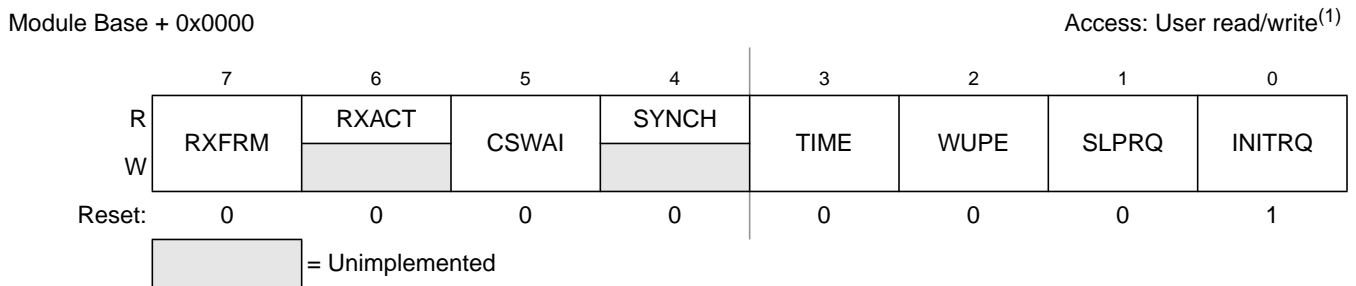 Module Base + 0x0000 Access: User read/write(1)
7 6 5 4 3 2 1 0
R RXFRM RXACT CSWAI SYNCH TIME WUPE SLPRQ INITRQ
W
Reset: 0 0 0 0 0 0 0 1
= Unimplemented